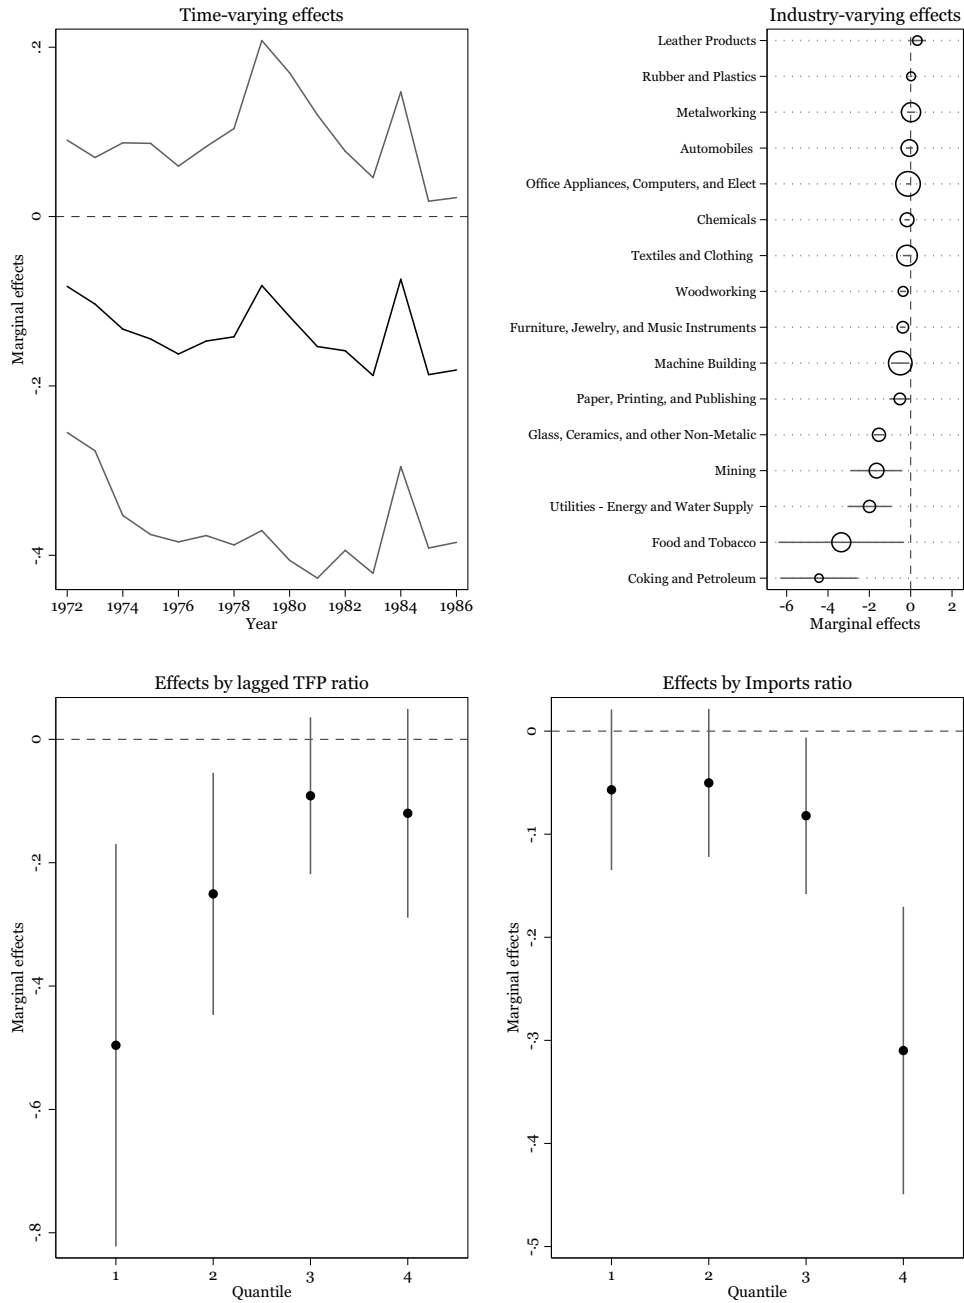 Time-varying effects
.2
0
-.2
-.4
Marginal effects
1972 1974 1976 1978 1980 1982 1984 1986
Year
Industry-varying effects
Leather Products
Rubber and Plastics
Metalworking
Automobiles
Office Appliances, Computers, and Elect
Chemicals
Textiles and Clothing
Woodworking
Furniture, Jewelry, and Music Instruments
Machine Building
Paper, Printing, and Publishing
Glass, Ceramics, and other Non-Metalic
Mining
Utilities - Energy and Water Supply
Food and Tobacco
Coking and Petroleum
-6 -4 -2 0 2
Marginal effects
Effects by lagged TFP ratio
0
-.2
-.4
-.6
-.8
Marginal effects
1 2 3 4
Quantile
Effects by Imports ratio
0
-.1
-.2
-.3
-.4
-.5
Marginal effects
1 2 3 4
Quantile